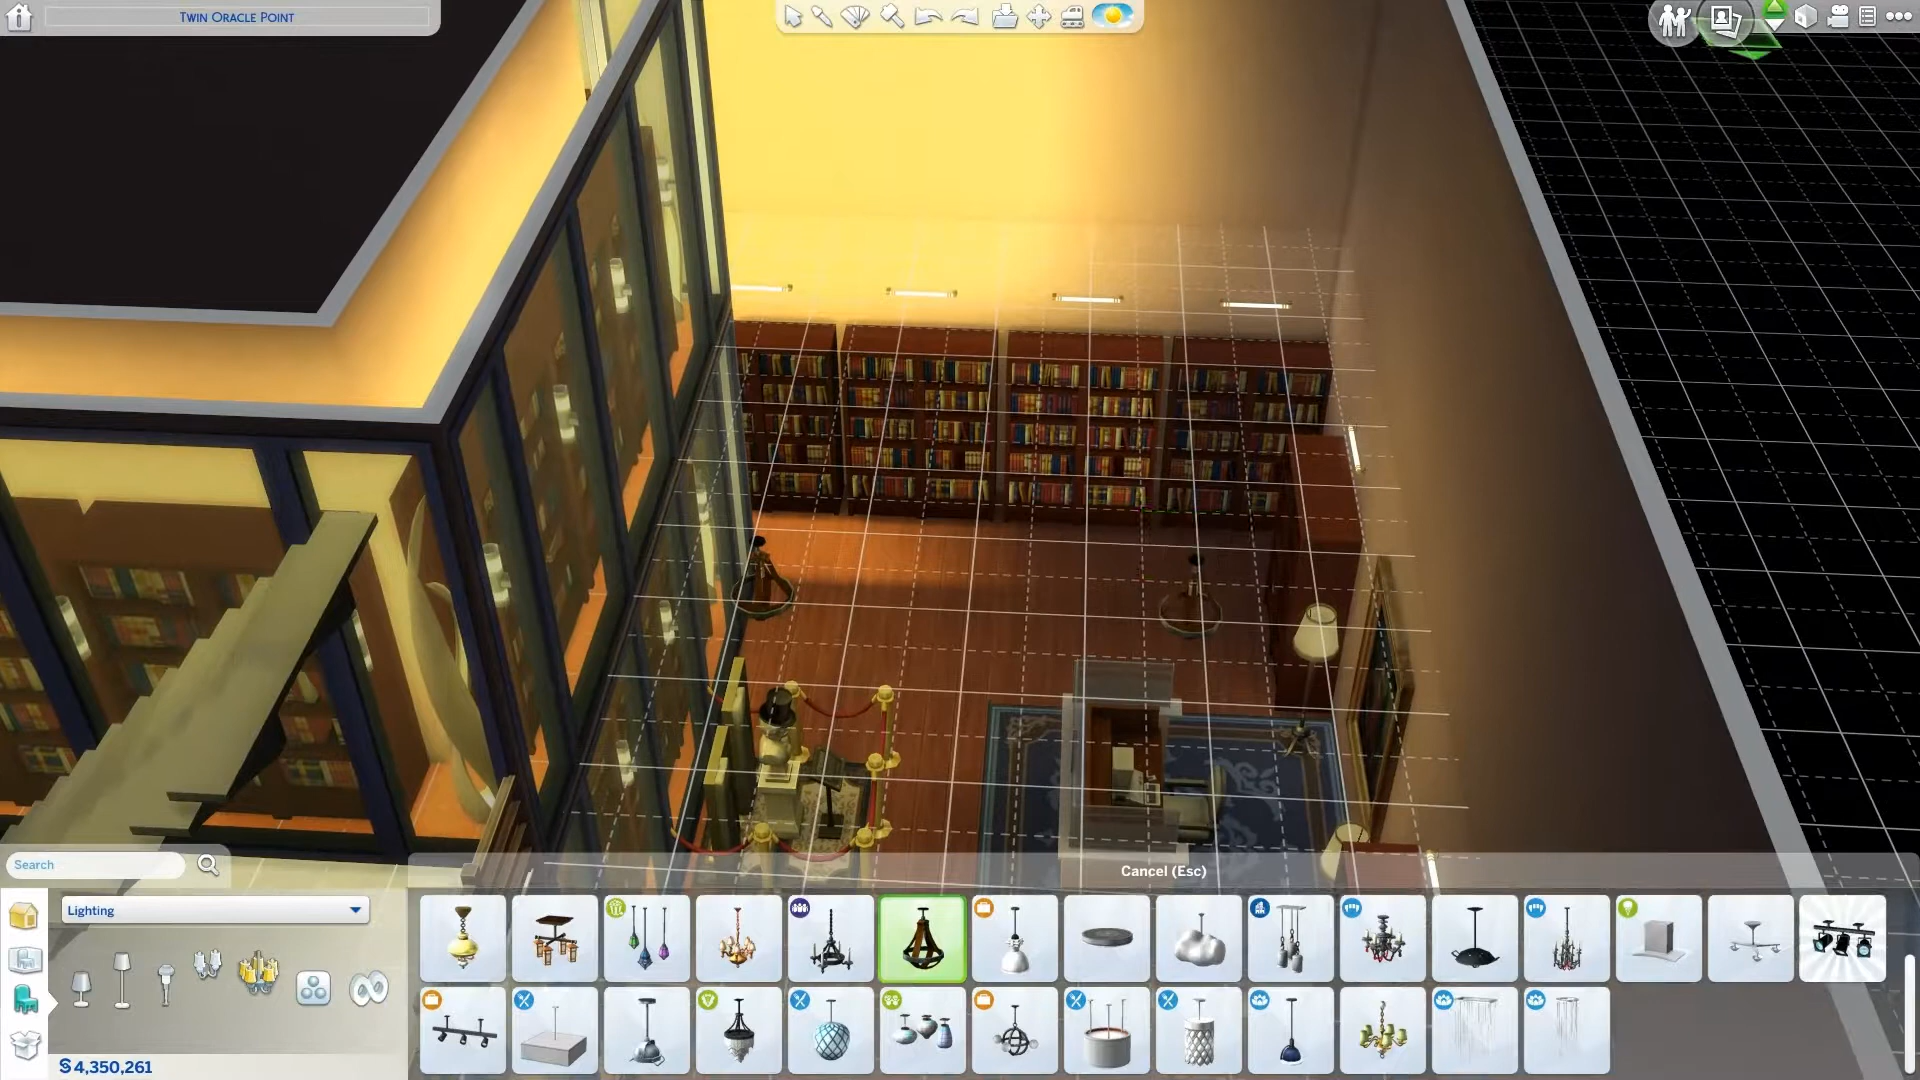 TWIN ORACLE POINT
Search
Cancel (Esc)
Lighting
§4,350,261